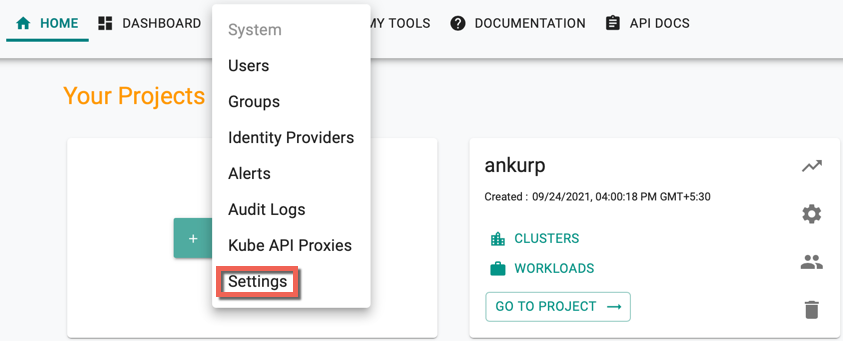 HOME
DASHBOARD
MY TOOLS
DOCUMENTATION
API DOCS
System
Users
Groups
Identity Providers
Alerts
Audit Logs
Kube API Proxies
Settings
Your Projects
+
ankurp
Created : 09/24/2021, 04:00:18 PM GMT+5:30
CLUSTERS
WORKLOADS
GO TO PROJECT →